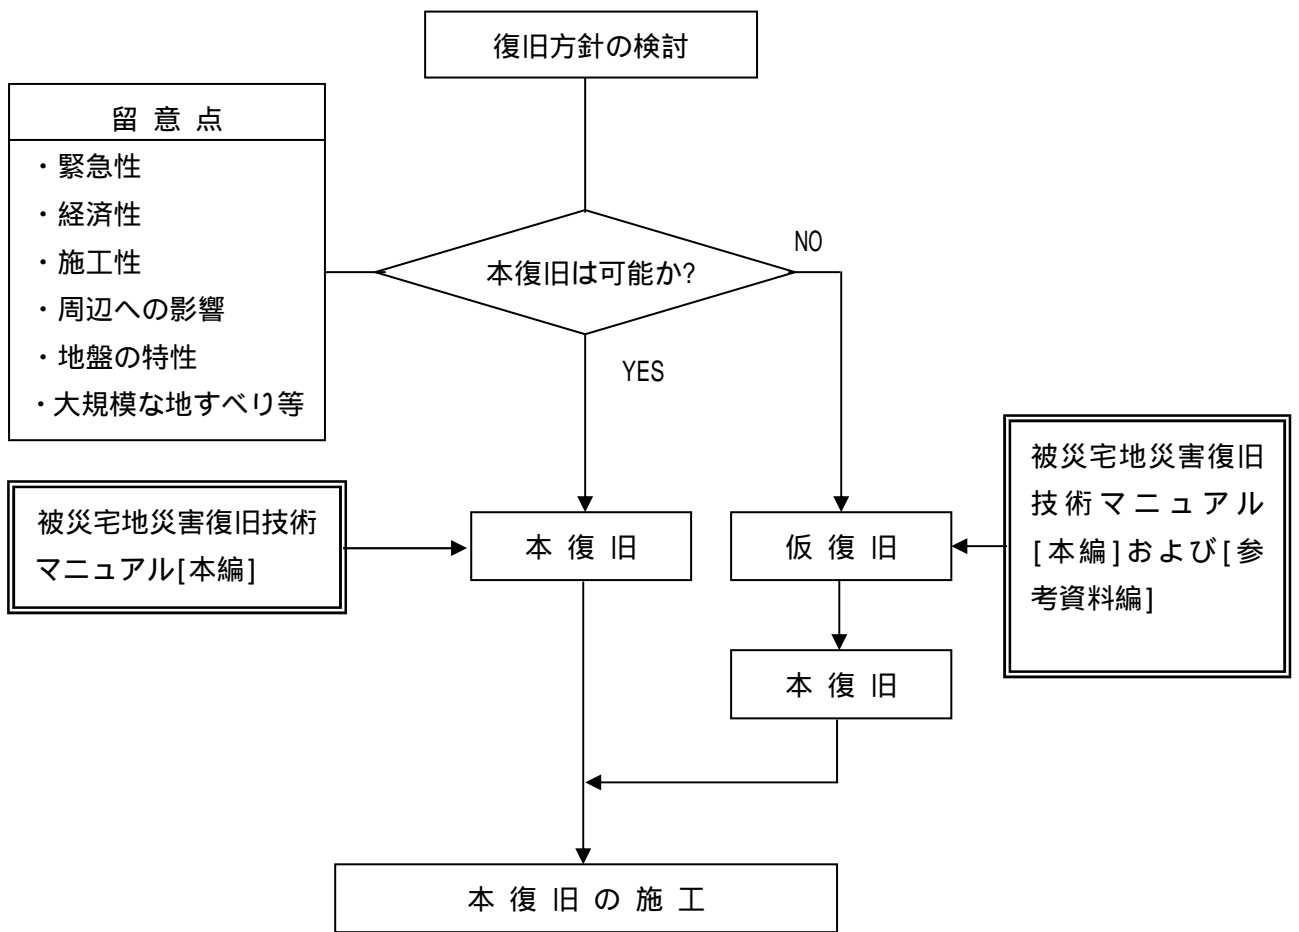 復旧方針の検討
留意点
・緊急性
・経済性
・施工性
・周辺への影響
・地盤の特性
・大規模な地すべり等
本復旧は可能か?
NO
YES
被災宅地災害復旧技術
マニュアル[本編]
本復旧
仮復旧
被災宅地災害復旧
技術マニュアル
[本編]および[参
考資料編]
本復旧
本復旧の施工